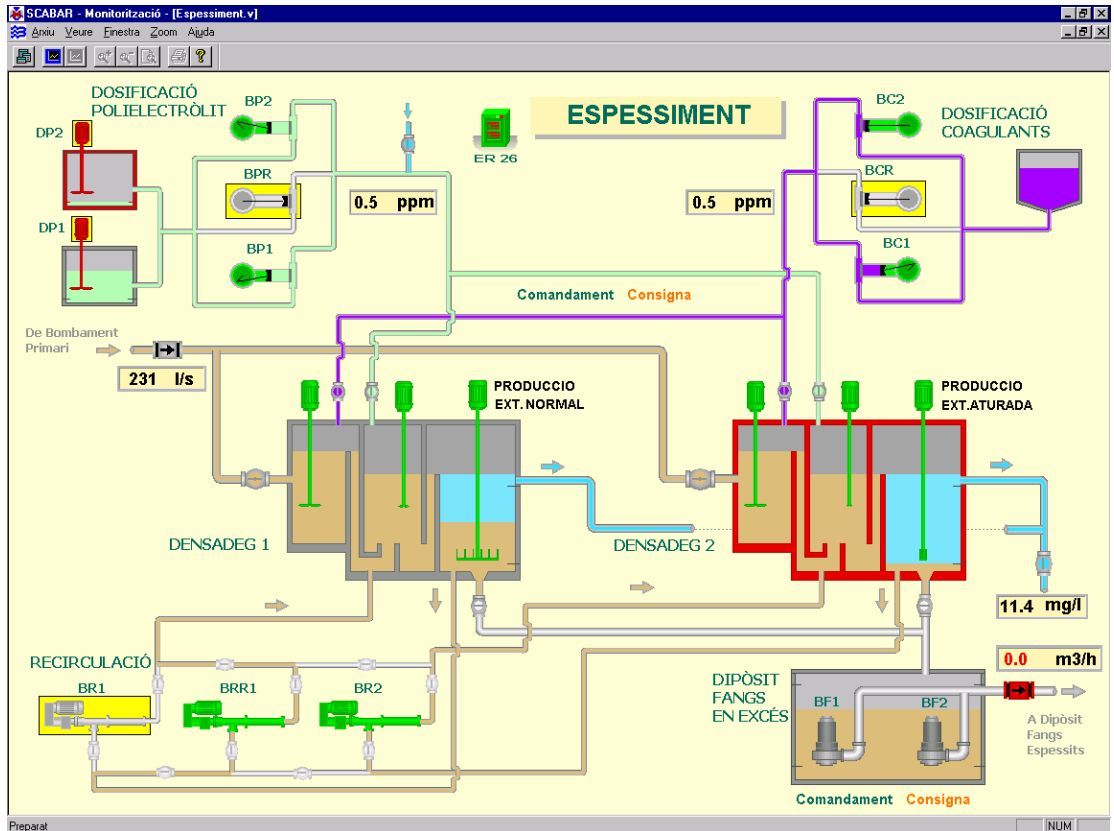 SCABAR - Monitorització - [Espessiment.v]
Arxiu Veure Finestra Zoom Ajuda
DOSIFICACIÓ
POLIELECTRÒLIT
BP2
DP2
BPR
DP1
BP1
0.5 ppm
ER 26
ESPESSIMENT
BC2
DOSIFICACIÓ
COAGULANTS
BCR
0.5 ppm
BC1
Comandament Consigna
De Bombament
Primari
231 l/s
PRODUCCIO
EXT. NORMAL
PRODUCCIO
EXT.ATURADA
DENSADEG 1
DENSADEG 2
11.4 mg/l
RECIRCULACIÓ
BR1
BRR1
BR2
DIPÒSIT
FANGS
EN EXCÉS
BF1
BF2
0.0 m3/h
A Dipòsit
Fangs
Espessits
Comandament Consigna
Preparat
NUM